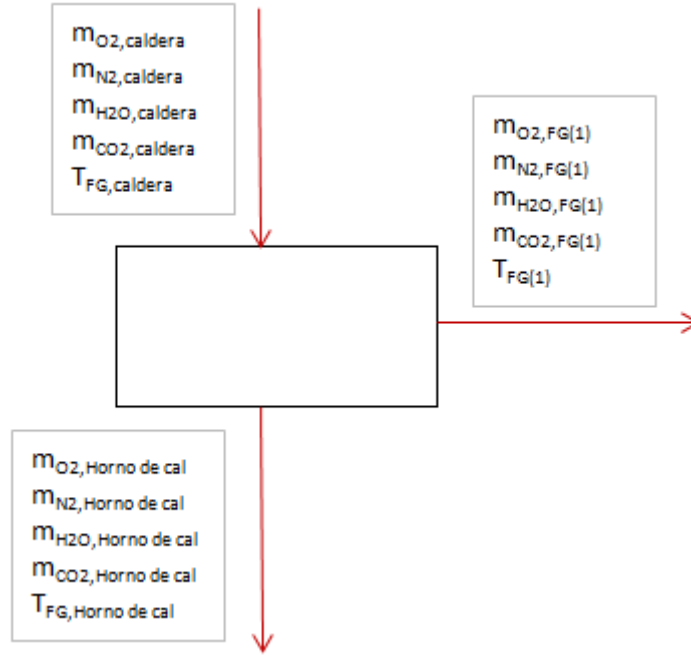 mO2,caldera
mN2,caldera
mH2O,caldera
mCO2,caldera
TFG,caldera
mO2,FG(1)
mN2,FG(1)
mH2O,FG(1)
mCO2,FG(1)
TFG(1)
mO2,Horno de cal
mN2,Horno de cal
mH2O,Horno de cal
mCO2,Horno de cal
TFG,Horno de cal